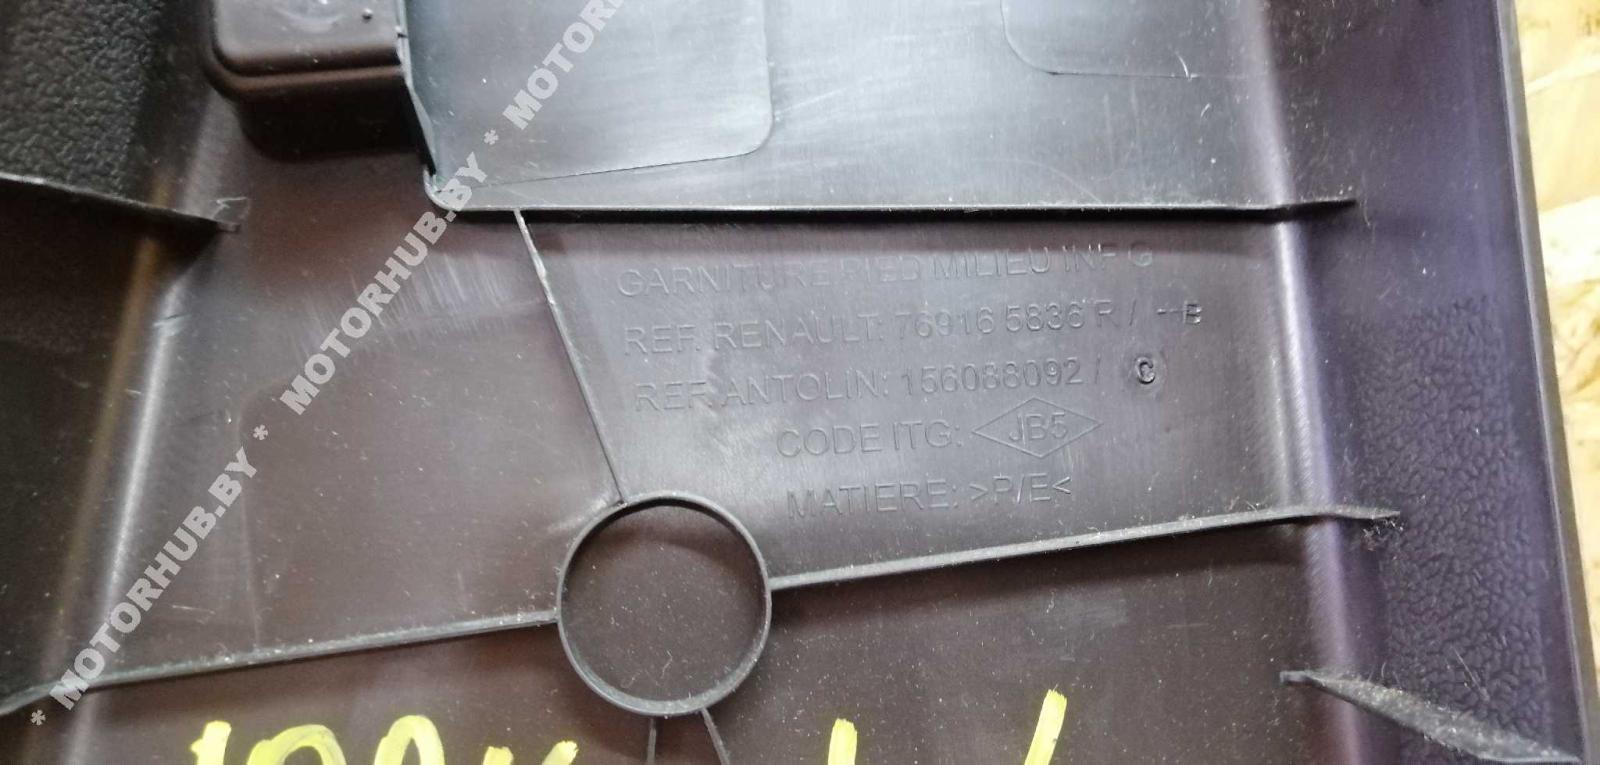 GARNITURE PIED MILIEU INF G
REF. RENAULT: 76916 5836 R / --B
REF. ANTOLIN: 156088092 / C
CODE ITG: JB5
MATIERE: >P/E<
* MOTORHUB.BY * MOTORHUB.BY * MOTORHUB.BY